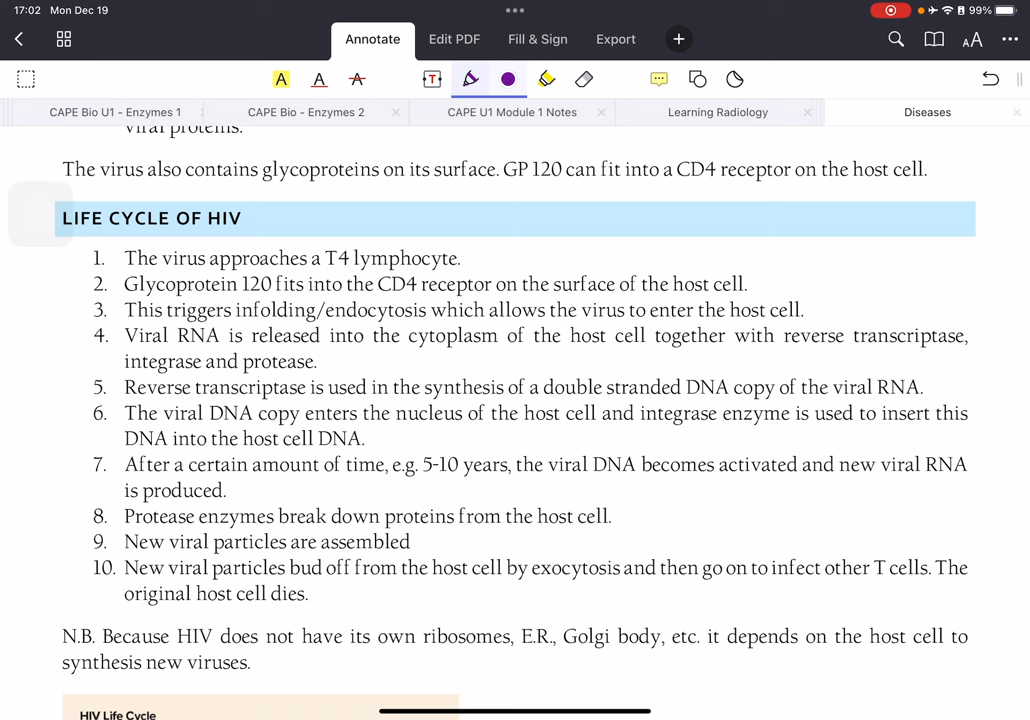 17:02 Mon Dec 19
99%
Annotate Edit PDF Fill & Sign Export +
AA
A A A T
CAPE Bio U1 - Enzymes 1 CAPE Bio - Enzymes 2 CAPE U1 Module 1 Notes Learning Radiology Diseases
viral proteins.
The virus also contains glycoproteins on its surface. GP 120 can fit into a CD4 receptor on the host cell.
LIFE CYCLE OF HIV
1. The virus approaches a T4 lymphocyte.
2. Glycoprotein 120 fits into the CD4 receptor on the surface of the host cell.
3. This triggers infolding/endocytosis which allows the virus to enter the host cell.
4. Viral RNA is released into the cytoplasm of the host cell together with reverse transcriptase,
integrase and protease.
5. Reverse transcriptase is used in the synthesis of a double stranded DNA copy of the viral RNA.
6. The viral DNA copy enters the nucleus of the host cell and integrase enzyme is used to insert this
DNA into the host cell DNA.
7. After a certain amount of time, e.g. 5-10 years, the viral DNA becomes activated and new viral RNA
is produced.
8. Protease enzymes break down proteins from the host cell.
9. New viral particles are assembled
10. New viral particles bud off from the host cell by exocytosis and then go on to infect other T cells. The
original host cell dies.
N.B. Because HIV does not have its own ribosomes, E.R., Golgi body, etc. it depends on the host cell to
synthesis new viruses.
HIV Life Cycle